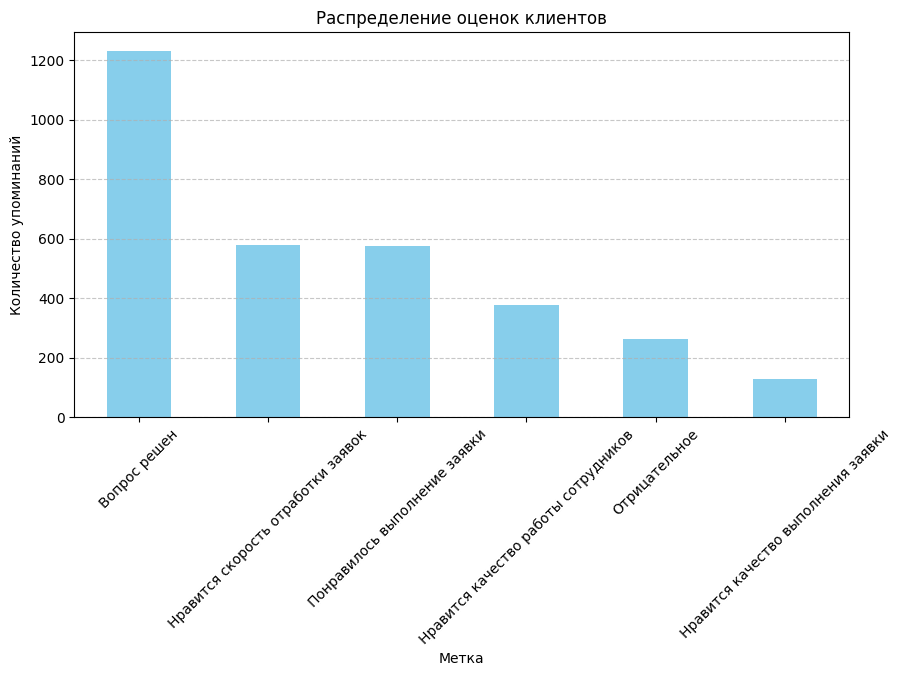 Распределение оценок клиентов
Количество упоминаний
1200
1000
800
600
400
200
0
Вопрос решен
Нравится скорость отработки заявок
Понравилось выполнение заявки
Нравится качество работы сотрудников
Отрицательное
Нравится качество выполнения заявки
Метка